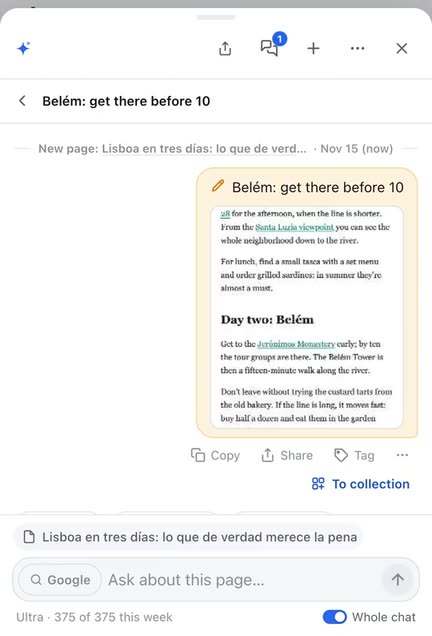 1
Belém: get there before 10
New page: Lisboa en tres días: lo que de verd... · Nov 15 (now)
Belém: get there before 10
28 for the afternoon, when the line is shorter.
From the Santa Luzia viewpoint you can see the
whole neighborhood down to the river.
For lunch, find a small tasca with a set menu
and order grilled sardines: in summer they're
almost a must.
Day two: Belém
Get to the Jerónimos Monastery early; by ten
the tour groups are there. The Belém Tower is
then a fifteen-minute walk along the river.
Don't leave without trying the custard tarts from
the old bakery. If the line is long, it moves fast:
buy half a dozen and eat them in the garden
Copy
Share
Tag
To collection
Lisboa en tres días: lo que de verdad merece la pena
Google
Ask about this page...
Ultra · 375 of 375 this week
Whole chat